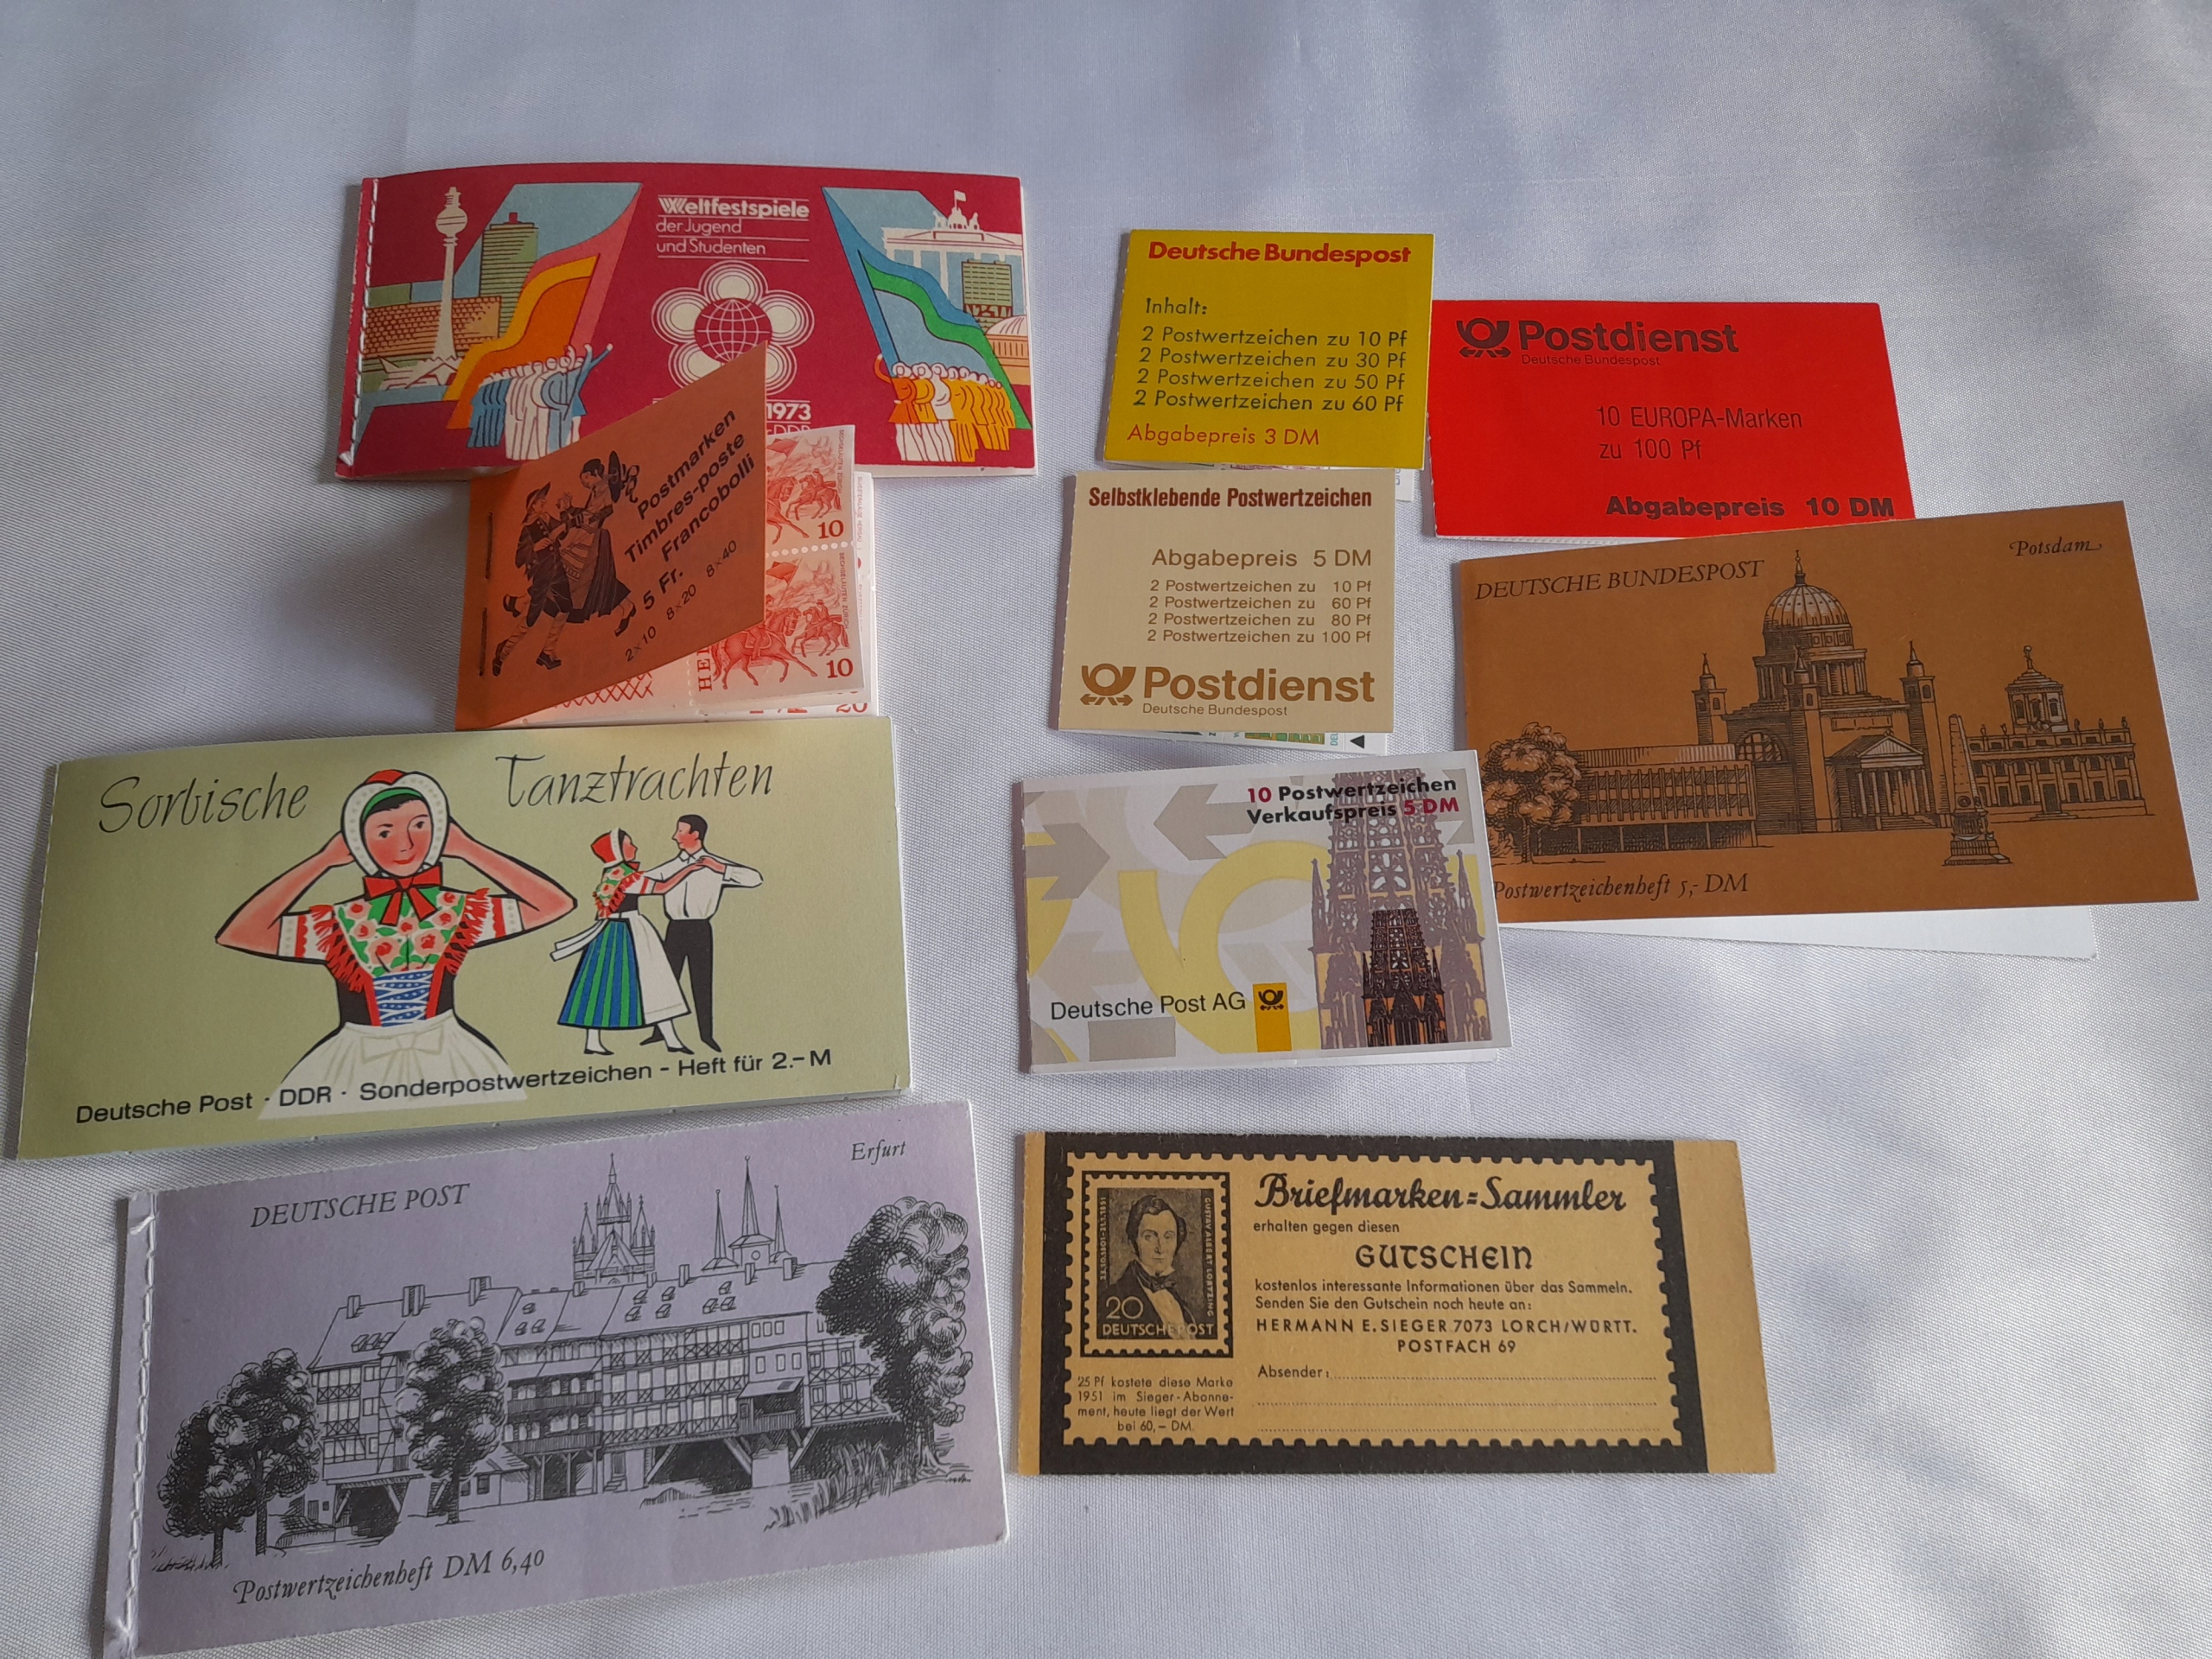 Weltfestspiele
der Jugend
und Studenten
1973
Postmarken
Timbres-poste
Francobolli
5 Fr.
2×10 8×20 8×40
10
10
20
Sorbische Tanztrachten
Deutsche Post · DDR · Sonderpostwertzeichen - Heft für 2.– M
DEUTSCHE POST
Erfurt
Postwertzeichenheft DM 6,40
Deutsche Bundespost
Inhalt:
2 Postwertzeichen zu 10 Pf
2 Postwertzeichen zu 30 Pf
2 Postwertzeichen zu 50 Pf
2 Postwertzeichen zu 60 Pf
Abgabepreis 3 DM
Postdienst
Deutsche Bundespost
10 EUROPA-Marken
zu 100 Pf
Abgabepreis 10 DM
Selbstklebende Postwertzeichen
Abgabepreis 5 DM
2 Postwertzeichen zu 10 Pf
2 Postwertzeichen zu 60 Pf
2 Postwertzeichen zu 80 Pf
2 Postwertzeichen zu 100 Pf
Postdienst
Deutsche Bundespost
DEUTSCHE BUNDESPOST
Potsdam
Postwertzeichenheft 5,- DM
10 Postwertzeichen
Verkaufspreis 5 DM
Deutsche Post AG
Briefmarken=Sammler
erhalten gegen diesen
GUTSCHEIN
kostenlos interessante Informationen über das Sammeln.
Senden Sie den Gutschein noch heute an:
HERMANN E. SIEGER 7073 LORCH/WÜRTT.
POSTFACH 69
Absender:
GUSTAV ALBERT LORTZING
20
DEUTSCHE POST
25 Pf kostete diese Marke
1951 im Sieger-Abonne-
ment, heute liegt der Wert
bei 60,– DM.